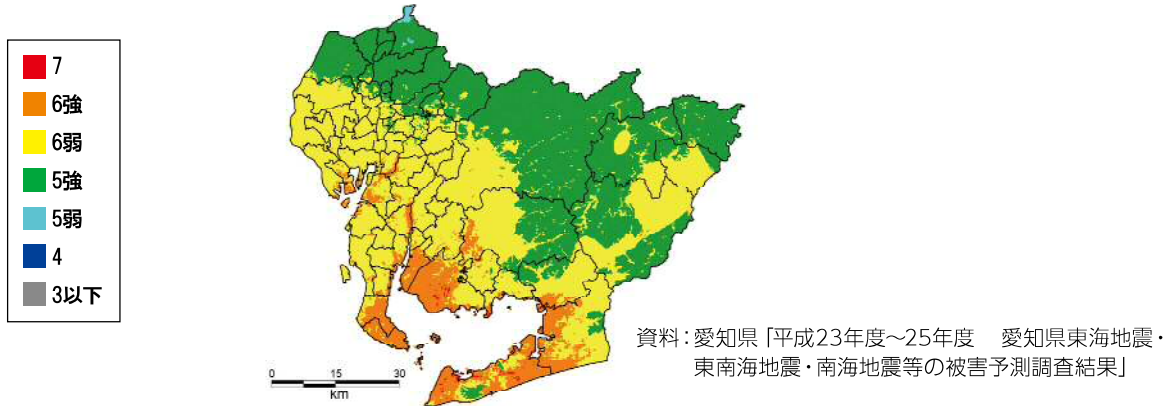 7
6強
6弱
5強
5弱
4
3以下
0 15 30
km
資料：愛知県「平成23年度～25年度　愛知県東海地震・
東南海地震・南海地震等の被害予測調査結果」